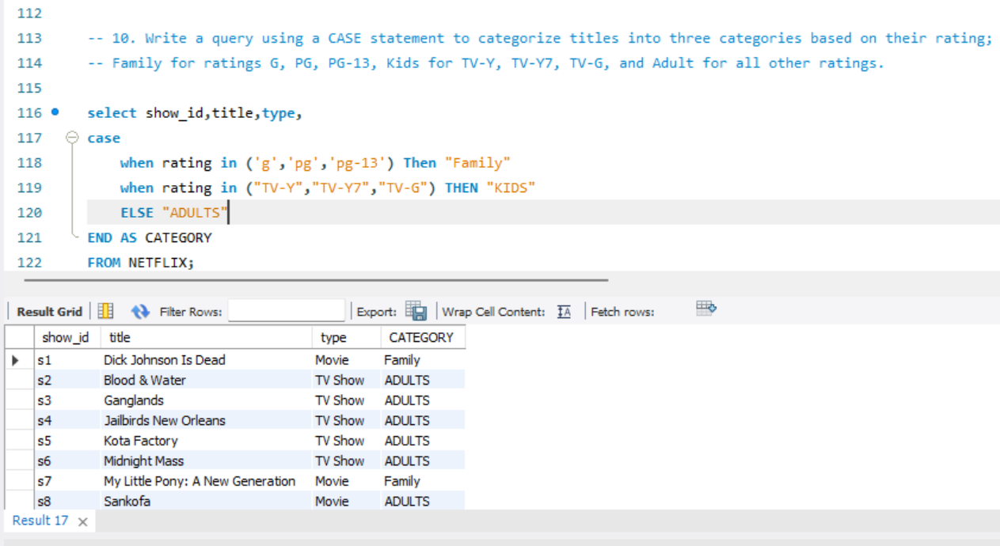 112
113 -- 10. Write a query using a CASE statement to categorize titles into three categories based on their rating;
114 -- Family for ratings G, PG, PG-13, Kids for TV-Y, TV-Y7, TV-G, and Adult for all other ratings.
115
116 select show_id,title,type,
117 case
118 when rating in ('g','pg','pg-13') Then "Family"
119 when rating in ("TV-Y","TV-Y7","TV-G") THEN "KIDS"
120 ELSE "ADULTS"
121 END AS CATEGORY
122 FROM NETFLIX;
Result Grid Filter Rows: Export: Wrap Cell Content: IA Fetch rows:
show_id title type CATEGORY
s1 Dick Johnson Is Dead Movie Family
s2 Blood & Water TV Show ADULTS
s3 Ganglands TV Show ADULTS
s4 Jailbirds New Orleans TV Show ADULTS
s5 Kota Factory TV Show ADULTS
s6 Midnight Mass TV Show ADULTS
s7 My Little Pony: A New Generation Movie Family
s8 Sankofa Movie ADULTS
Result 17